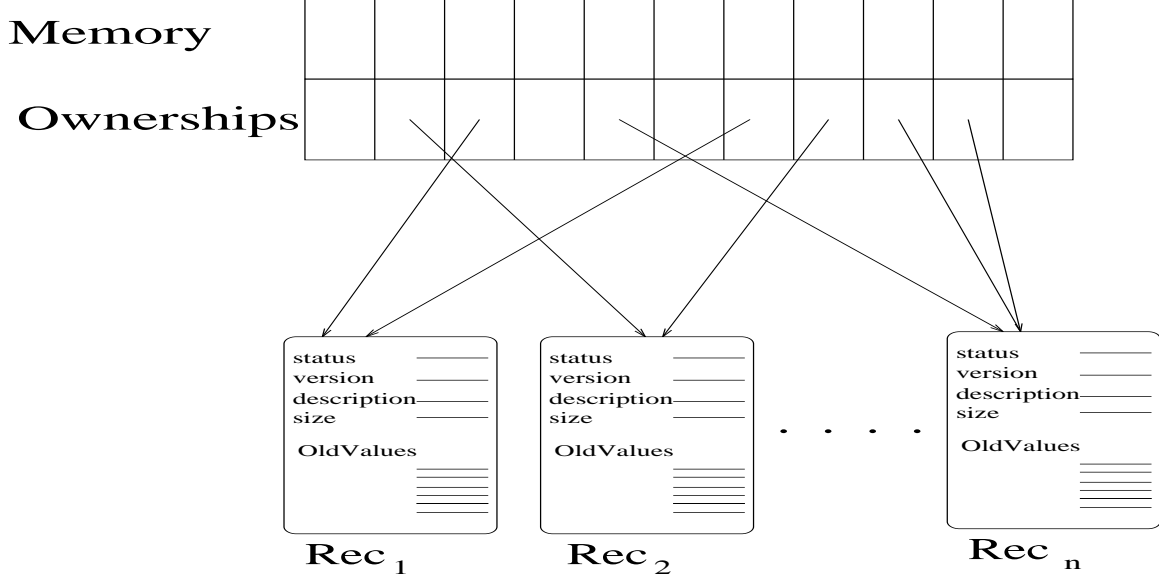 Memory
Ownerships
status
version
description
size
OldValues
Rec 1
status
version
description
size
OldValues
Rec 2
. . . .
status
version
description
size
OldValues
Rec n